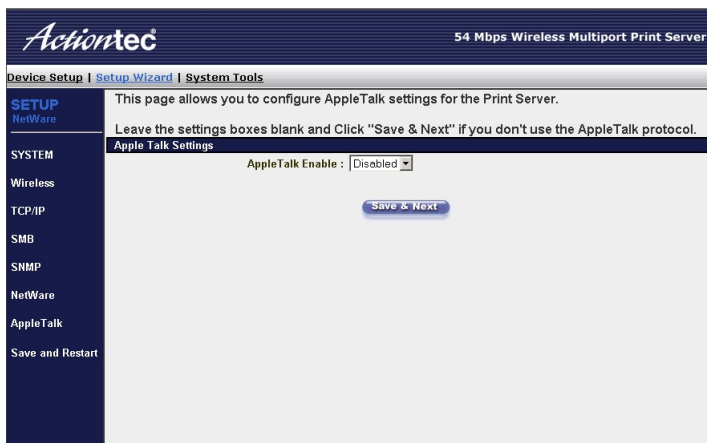 Actiontec
54 Mbps Wireless Multiport Print Server
Device Setup | Setup Wizard | System Tools
SETUP
NetWare
SYSTEM
Wireless
TCP/IP
SMB
SNMP
NetWare
AppleTalk
Save and Restart
This page allows you to configure AppleTalk settings for the Print Server.
Leave the settings boxes blank and Click "Save & Next" if you don't use the AppleTalk protocol.
Apple Talk Settings
AppleTalk Enable : Disabled
Save & Next